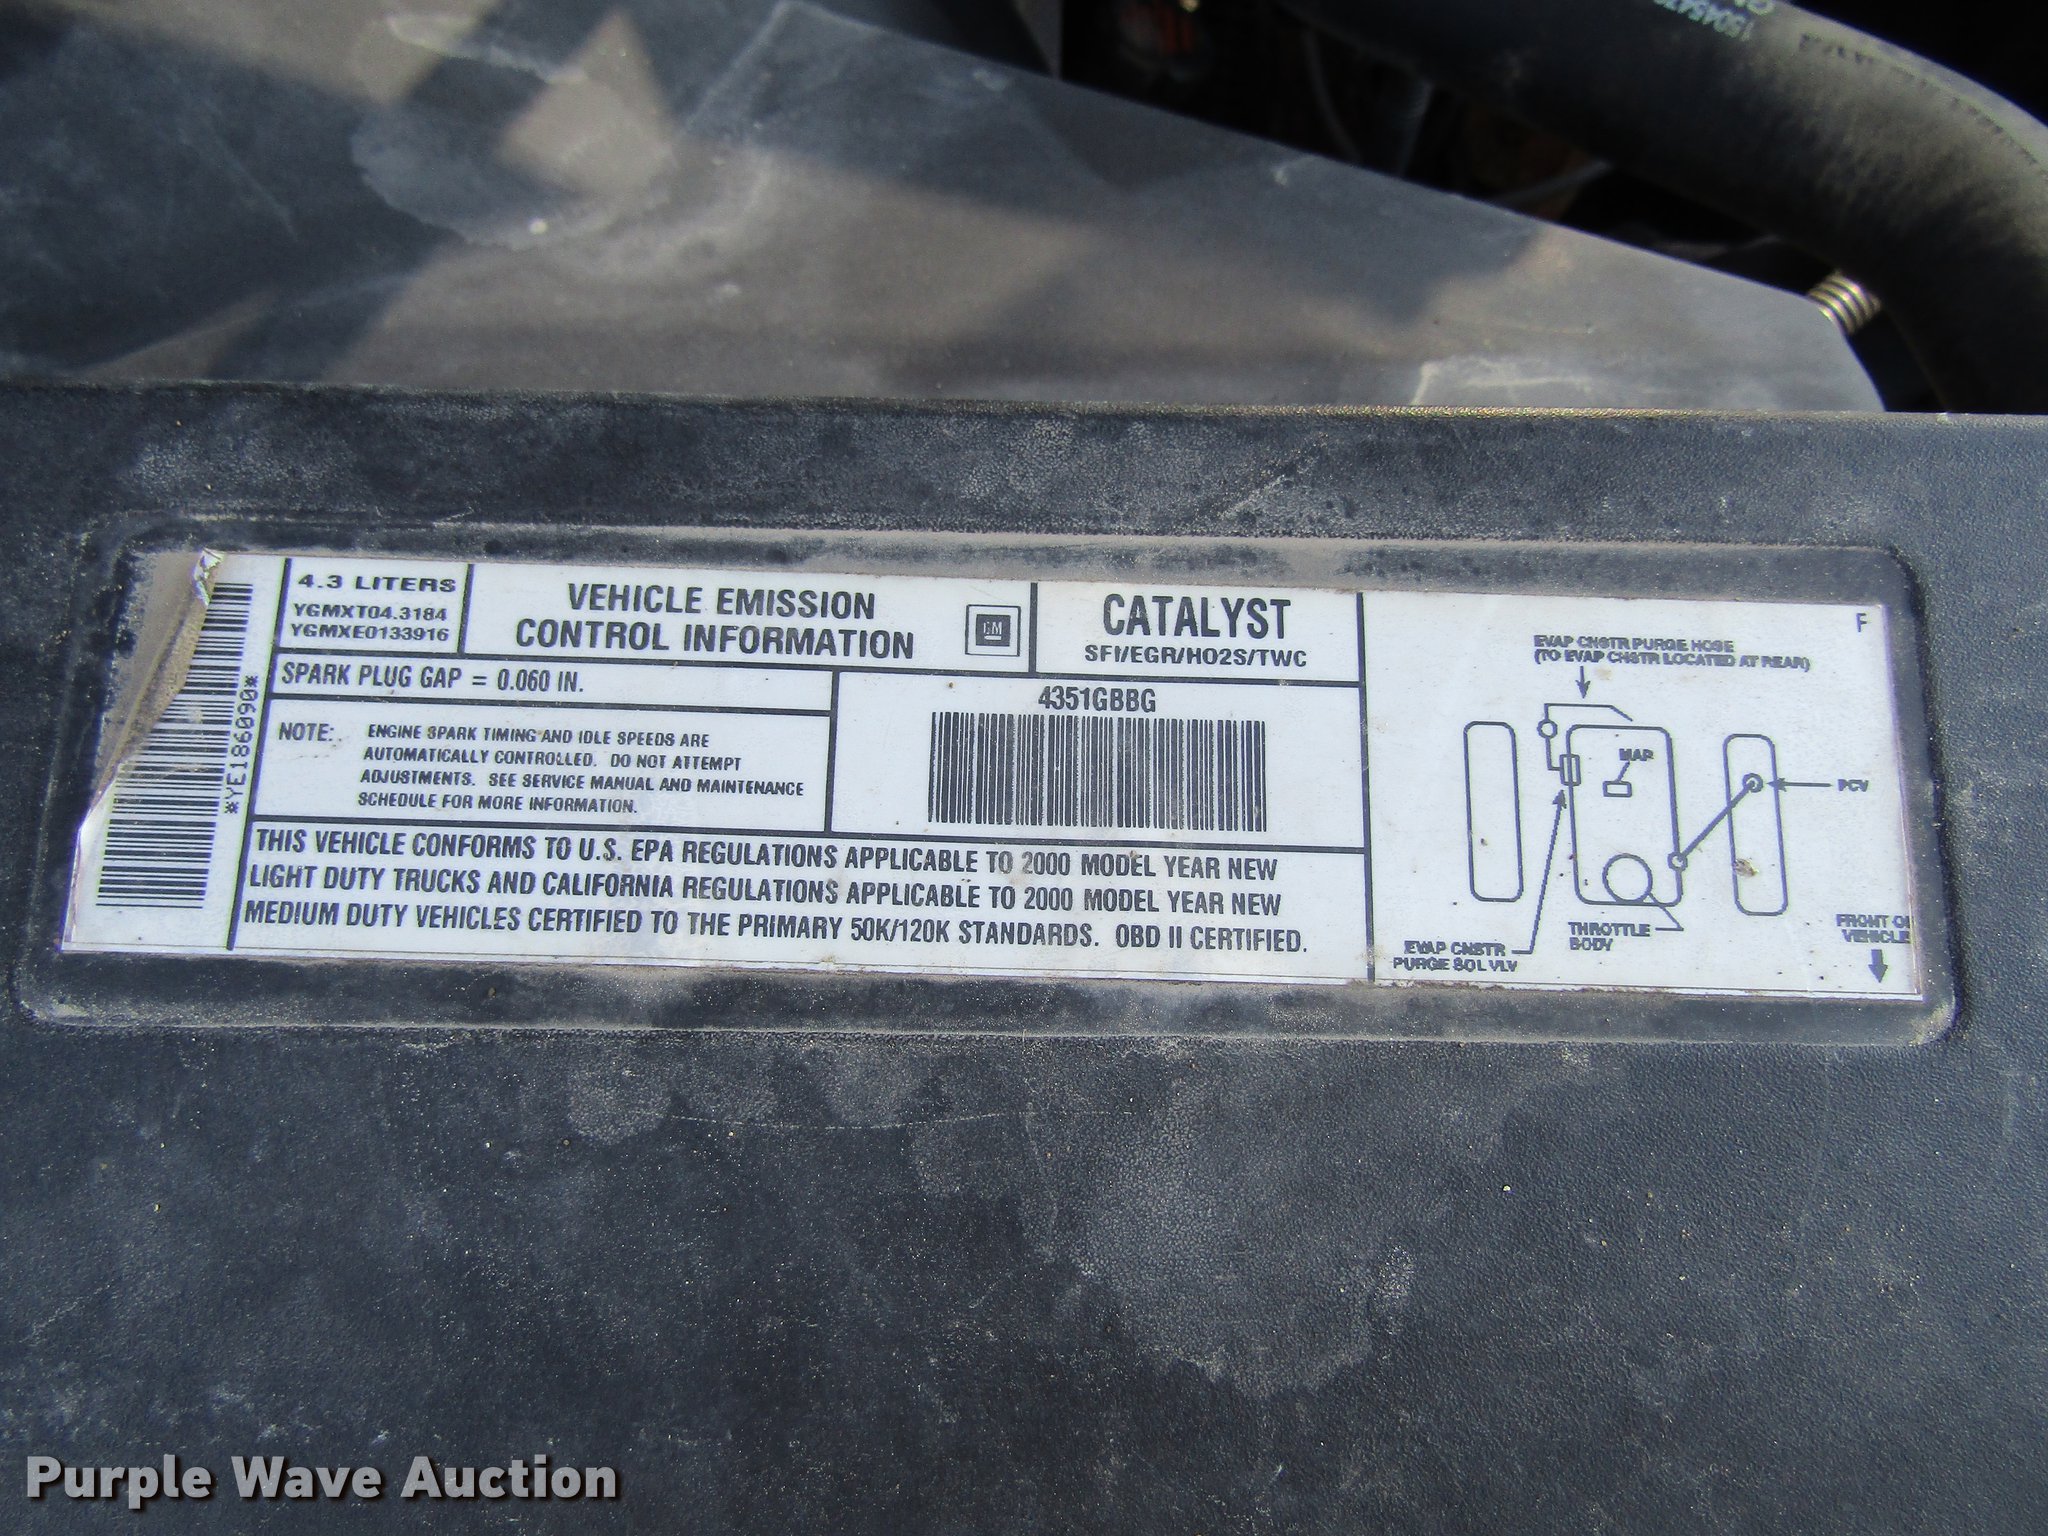 4.3 LITERS
YGMXT04.3184
YGMXE0133916
VEHICLE EMISSION
CONTROL INFORMATION
GM
CATALYST
SFI/EGR/HO2S/TWC
SPARK PLUG GAP = 0.060 IN.
NOTE: ENGINE SPARK TIMING AND IDLE SPEEDS ARE
AUTOMATICALLY CONTROLLED. DO NOT ATTEMPT
ADJUSTMENTS. SEE SERVICE MANUAL AND MAINTENANCE
SCHEDULE FOR MORE INFORMATION.
4351GBBG
THIS VEHICLE CONFORMS TO U.S. EPA REGULATIONS APPLICABLE TO 2000 MODEL YEAR NEW
LIGHT DUTY TRUCKS AND CALIFORNIA REGULATIONS APPLICABLE TO 2000 MODEL YEAR NEW
MEDIUM DUTY VEHICLES CERTIFIED TO THE PRIMARY 50K/120K STANDARDS. OBD II CERTIFIED.
*YE186090*
F
EVAP CNSTR PURGE HOSE
(TO EVAP CNSTR LOCATED AT REAR)
MAP
PCV
THROTTLE
BODY
EVAP CNSTR
PURGE SOL VLV
FRONT OF
VEHICLE
Purple Wave Auction